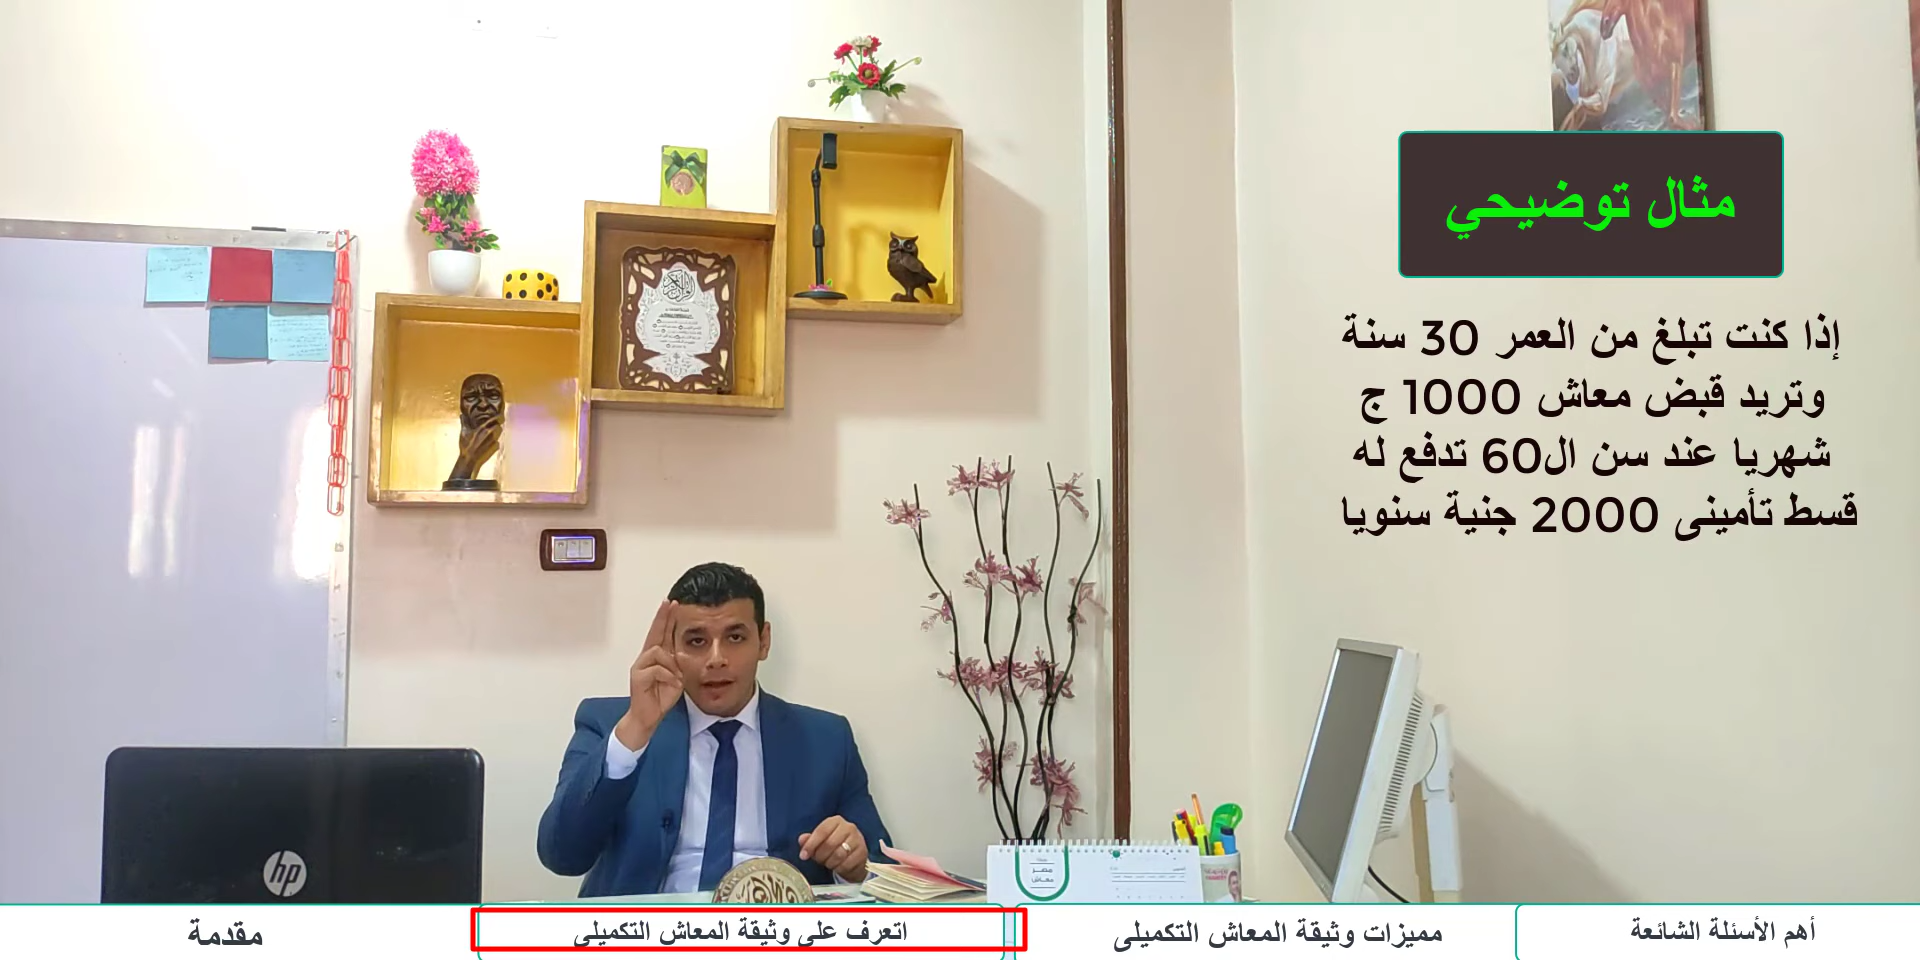 مثال توضيحي
إذا كنت تبلغ من العمر 30 سنة
وتريد قبض معاش 1000 ج
شهريا عند سن ال60 تدفع له
قسط تأمينى 2000 جنية سنويا
hp
مصر
معاش
مقدمة
اتعرف على وثيقة المعاش التكميلى
مميزات وثيقة المعاش التكميلى
أهم الأسئلة الشائعة